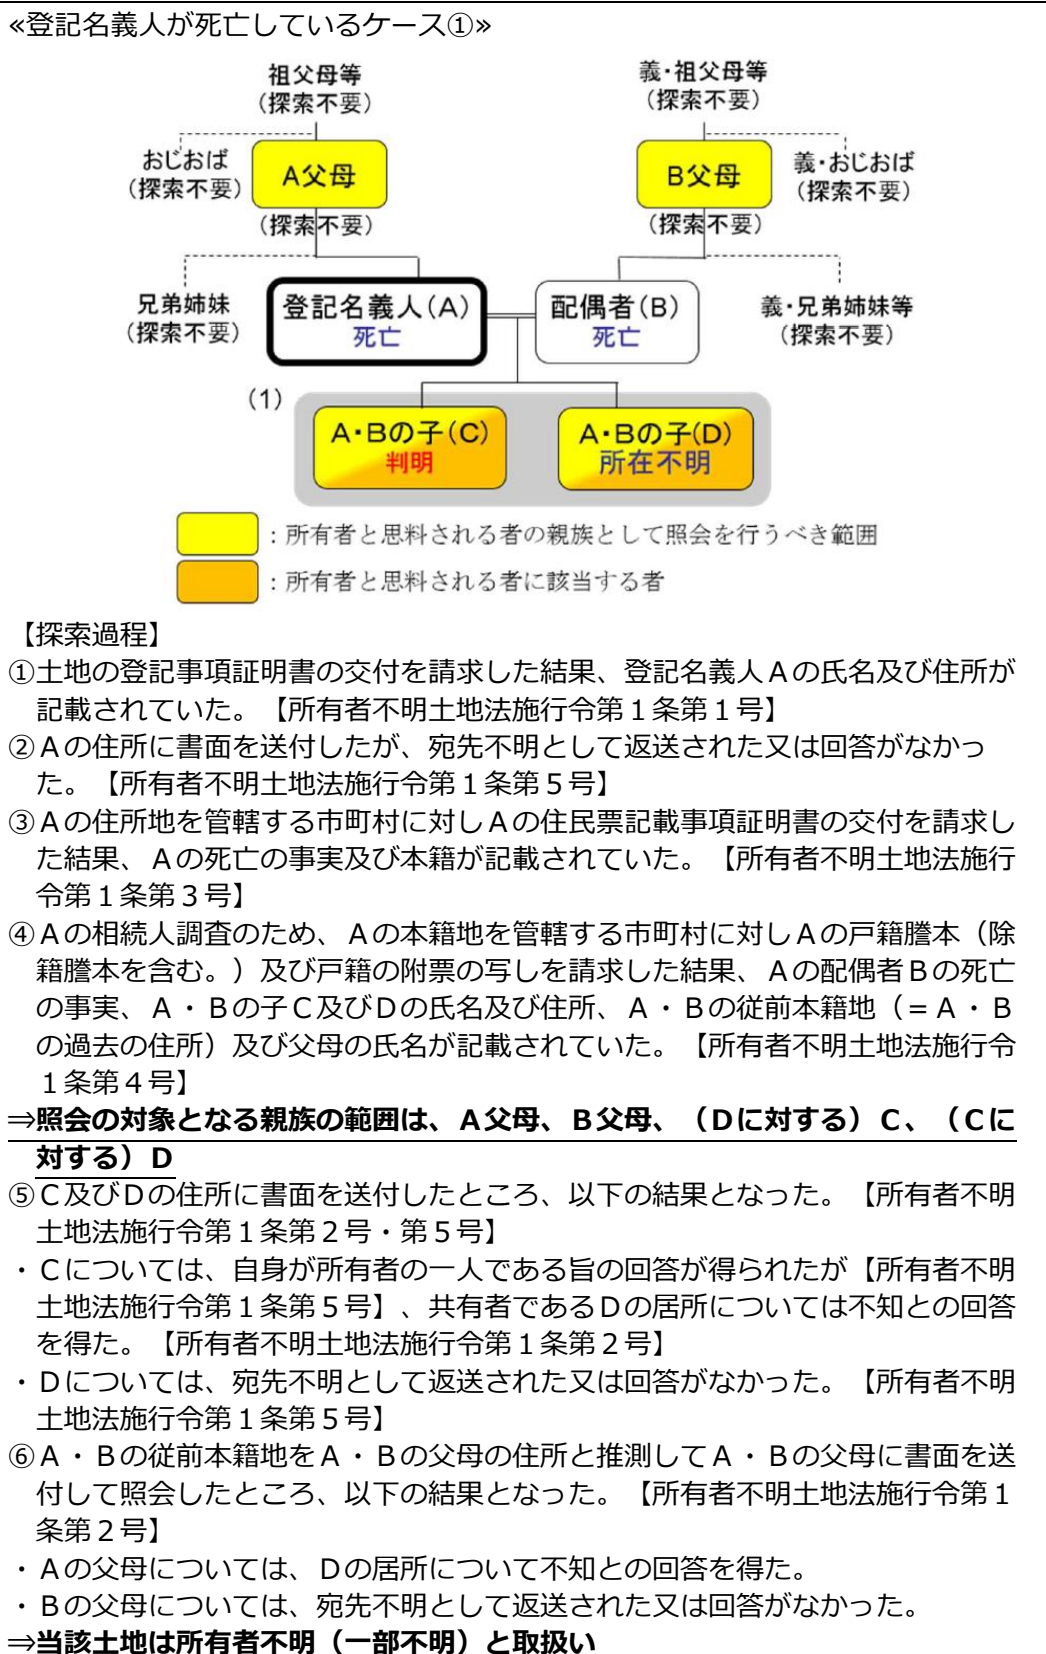 ≪登記名義人が死亡しているケース①≫
祖父母等
(探索不要)
義・祖父母等
(探索不要)
おじおば
(探索不要)
A父母
B父母
義・おじおば
(探索不要)
(探索不要)
(探索不要)
兄弟姉妹
(探索不要)
登記名義人(A)
死亡
配偶者(B)
死亡
義・兄弟姉妹等
(探索不要)
(1)
A・Bの子(C)
判明
A・Bの子(D)
所在不明
：所有者と思料される者の親族として照会を行うべき範囲
：所有者と思料される者に該当する者
【探索過程】
①土地の登記事項証明書の交付を請求した結果、登記名義人Ａの氏名及び住所が
記載されていた。【所有者不明土地法施行令第１条第１号】
②Ａの住所に書面を送付したが、宛先不明として返送された又は回答がなかっ
た。【所有者不明土地法施行令第１条第５号】
③Ａの住所地を管轄する市町村に対しＡの住民票記載事項証明書の交付を請求し
た結果、Ａの死亡の事実及び本籍が記載されていた。【所有者不明土地法施行
令第１条第３号】
④Ａの相続人調査のため、Ａの本籍地を管轄する市町村に対しＡの戸籍謄本（除
籍謄本を含む。）及び戸籍の附票の写しを請求した結果、Ａの配偶者Ｂの死亡
の事実、Ａ・Ｂの子Ｃ及びＤの氏名及び住所、Ａ・Ｂの従前本籍地（＝Ａ・Ｂ
の過去の住所）及び父母の氏名が記載されていた。【所有者不明土地法施行令
１条第４号】
⇒照会の対象となる親族の範囲は、Ａ父母、Ｂ父母、（Ｄに対する）Ｃ、（Ｃに
対する）Ｄ
⑤Ｃ及びＤの住所に書面を送付したところ、以下の結果となった。【所有者不明
土地法施行令第１条第２号・第５号】
・Ｃについては、自身が所有者の一人である旨の回答が得られたが【所有者不明
土地法施行令第１条第５号】、共有者であるＤの居所については不知との回答
を得た。【所有者不明土地法施行令第１条第２号】
・Ｄについては、宛先不明として返送された又は回答がなかった。【所有者不明
土地法施行令第１条第５号】
⑥Ａ・Ｂの従前本籍地をＡ・Ｂの父母の住所と推測してＡ・Ｂの父母に書面を送
付して照会したところ、以下の結果となった。【所有者不明土地法施行令第１
条第２号】
・Ａの父母については、Ｄの居所について不知との回答を得た。
・Ｂの父母については、宛先不明として返送された又は回答がなかった。
⇒当該土地は所有者不明（一部不明）と取扱い